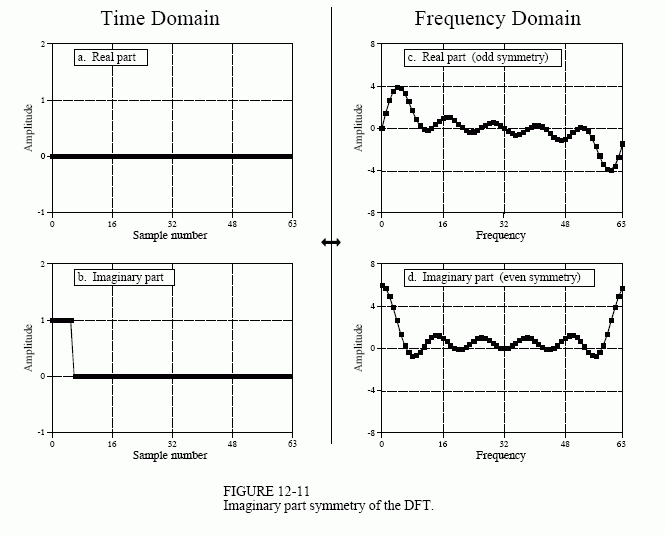 Time Domain
Frequency Domain
a. Real part
2
1
0
-1
Amplitude
0 16 32 48 63
Sample number
c. Real part (odd symmetry)
8
4
0
-4
-8
Amplitude
0 16 32 48 63
Frequency
b. Imaginary part
2
1
0
-1
Amplitude
0 16 32 48 63
Sample number
d. Imaginary part (even symmetry)
8
4
0
-4
-8
Amplitude
0 16 32 48 63
Frequency
FIGURE 12-11
Imaginary part symmetry of the DFT.